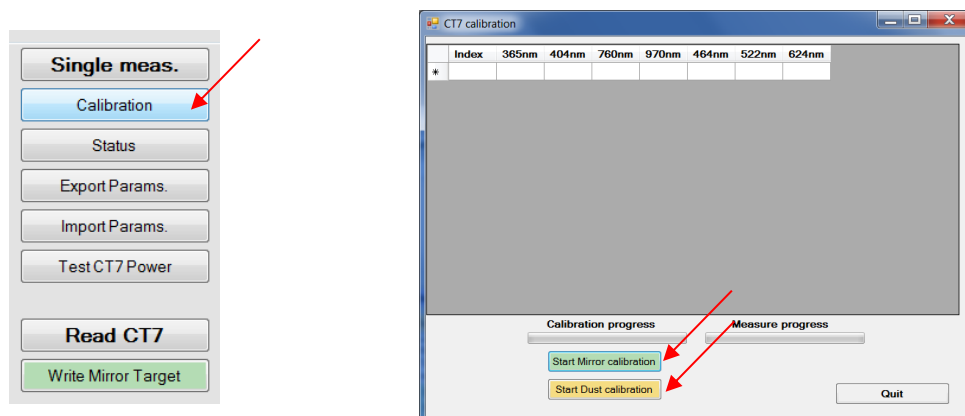 Single meas.
Calibration
Status
Export Params.
Import Params.
Test CT7 Power
Read CT7
Write Mirror Target
CT7 calibration
Index 365nm 404nm 760nm 970nm 464nm 522nm 624nm
*
Calibration progress Measure progress
Start Mirror calibration
Start Dust calibration
Quit